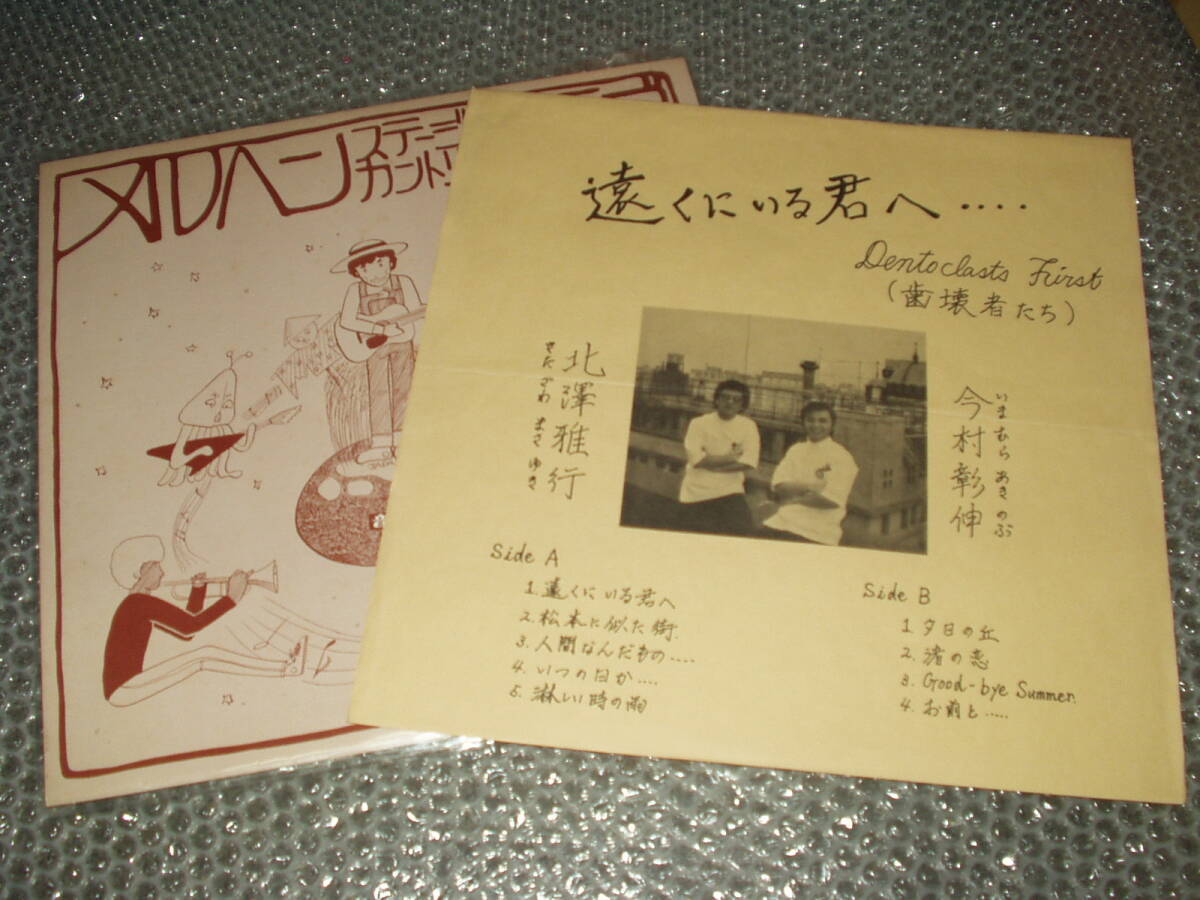 メルヘン
ステージ
カントリ
遠くにいる君へ‥‥
Dentoclasts First
(歯壊者たち)
北澤雅行
きたざわ まさゆき
今村彰伸
いまむら あきのぶ
Side A
1. 遠くにいる君へ
2. 松本に似た街.
3. 人間なんだもの‥‥
4. いつの日か‥‥
5. 淋しい時の雨
Side B
1. 夕日の丘
2. 渚の恋
3. Good-bye Summer.
4. お前と‥‥